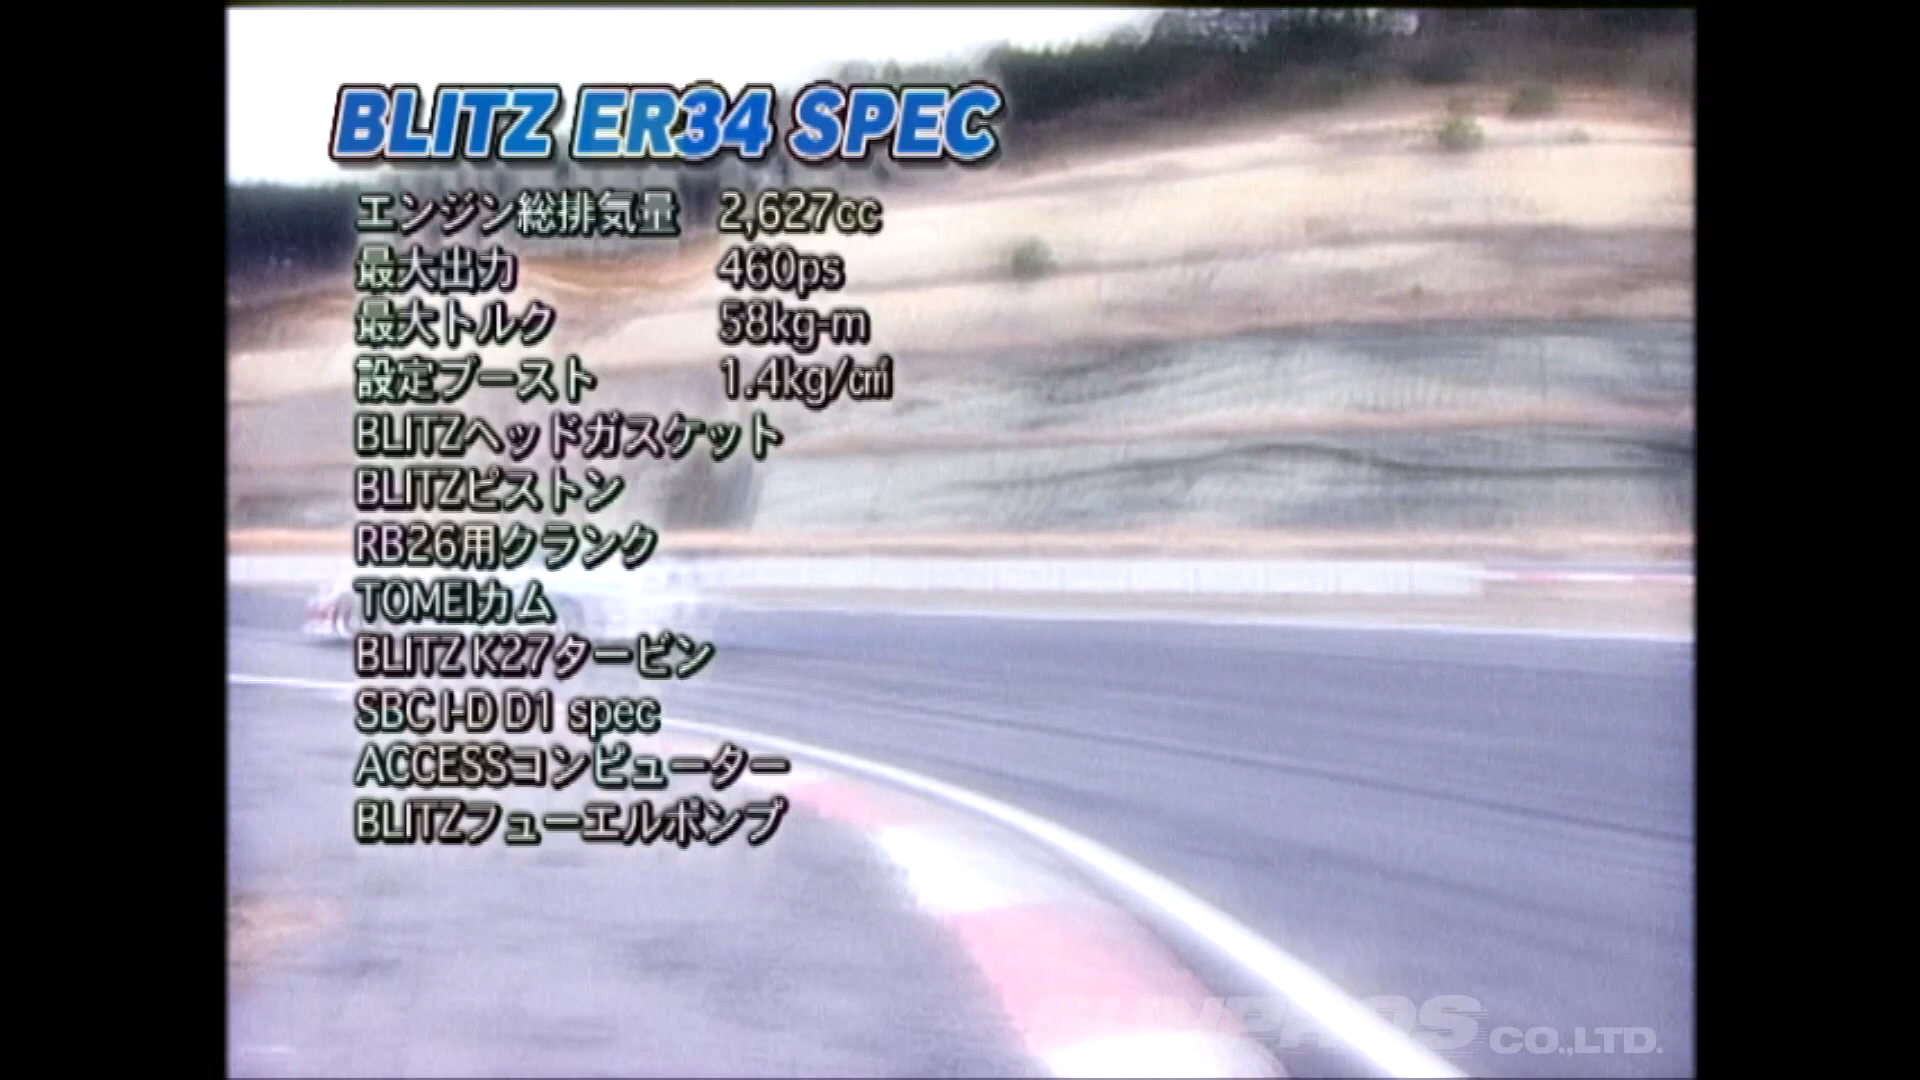 BLITZ ER34 SPEC
エンジン総排気量 2,627cc
最大出力 460ps
最大トルク 58kg-m
設定ブースト 1.4kg/c㎡
BLITZヘッドガスケット
BLITZピストン
RB26用クランク
TOMEIカム
BLITZ K27タービン
SBC I-D D1 spec
ACCESSコンピューター
BLITZフューエルポンプ
CO.,LTD.